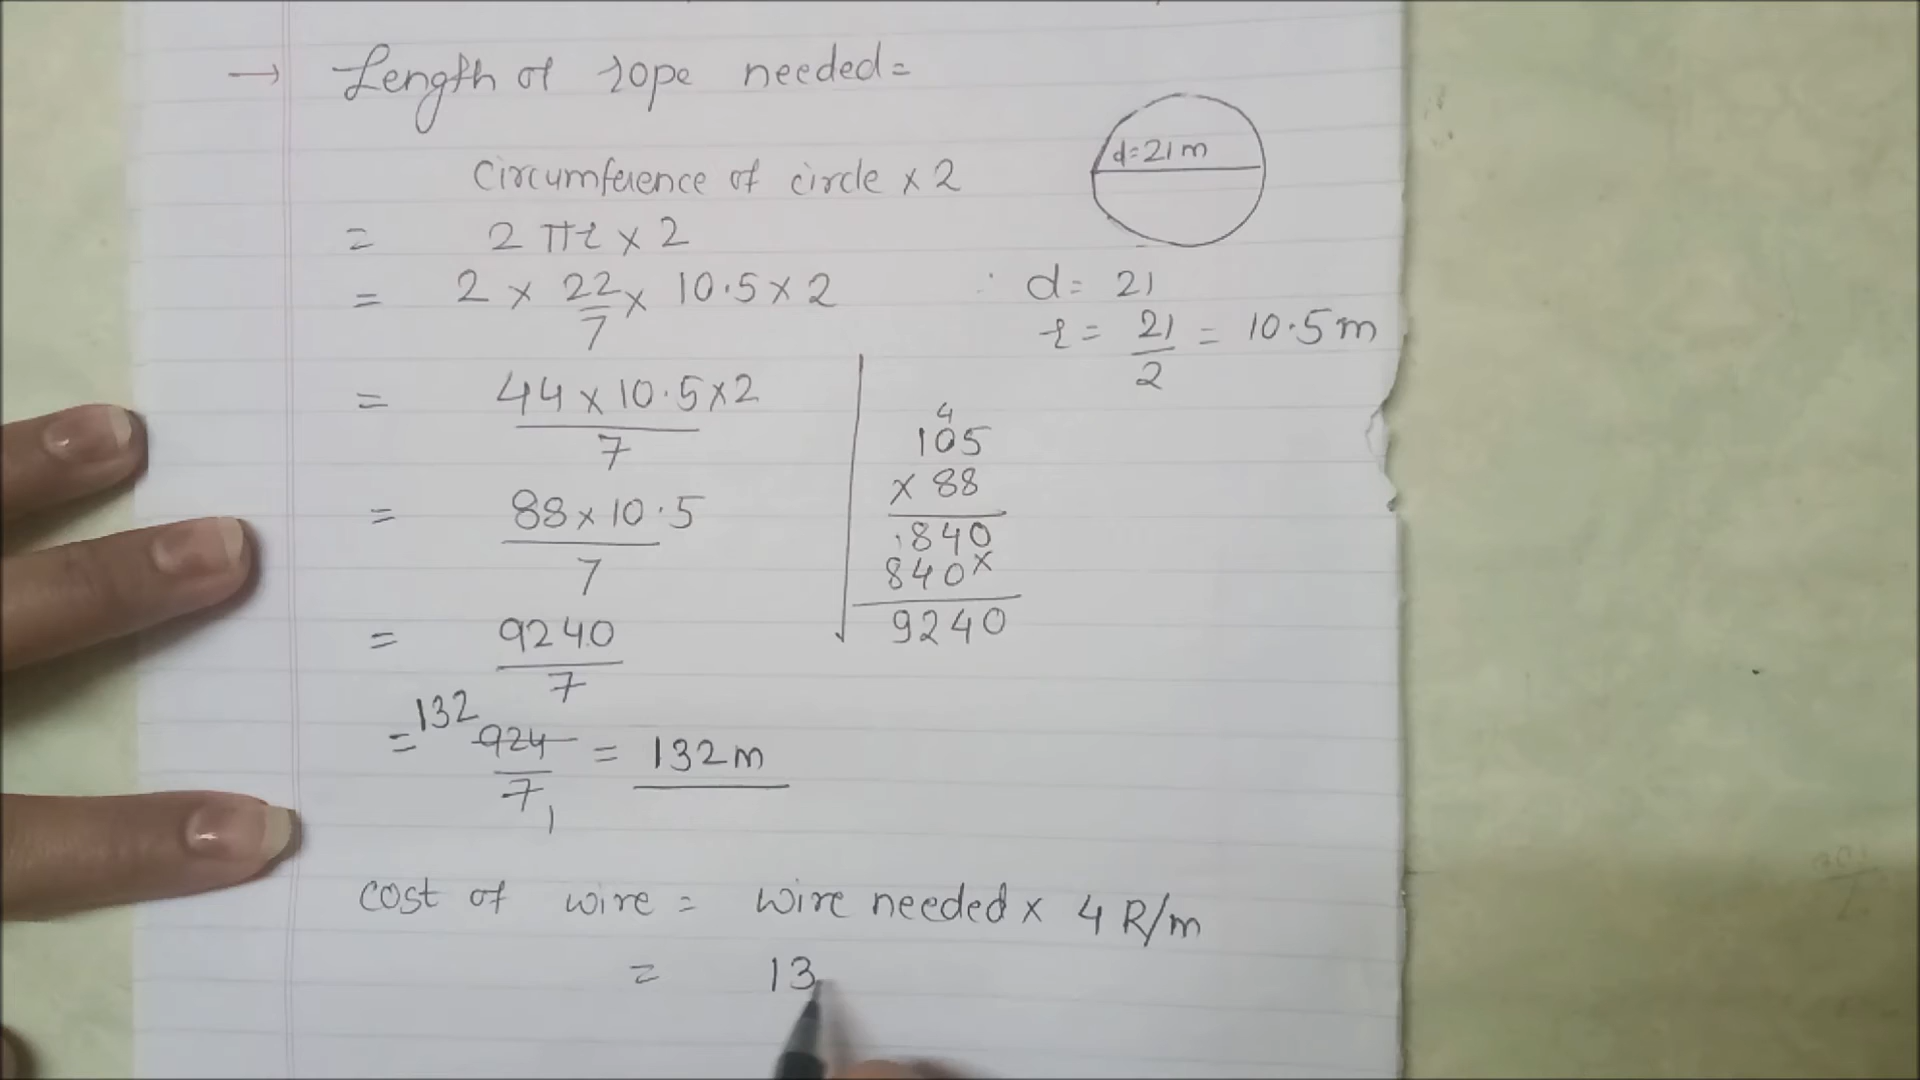 → Length of rope needed =
d=21m
Circumference of circle × 2
= 2πr × 2
= 2 × 22/7 × 10.5 × 2
∴ d = 21
r = 21/2 = 10.5m
= 44 × 10.5 × 2 / 7
4
105
× 88
840
840×
9240
= 88 × 10.5 / 7
= 924.0 / 7
= 132 924 / 7 1 = 132m
Cost of wire = wire needed × 4 R/m
= 13